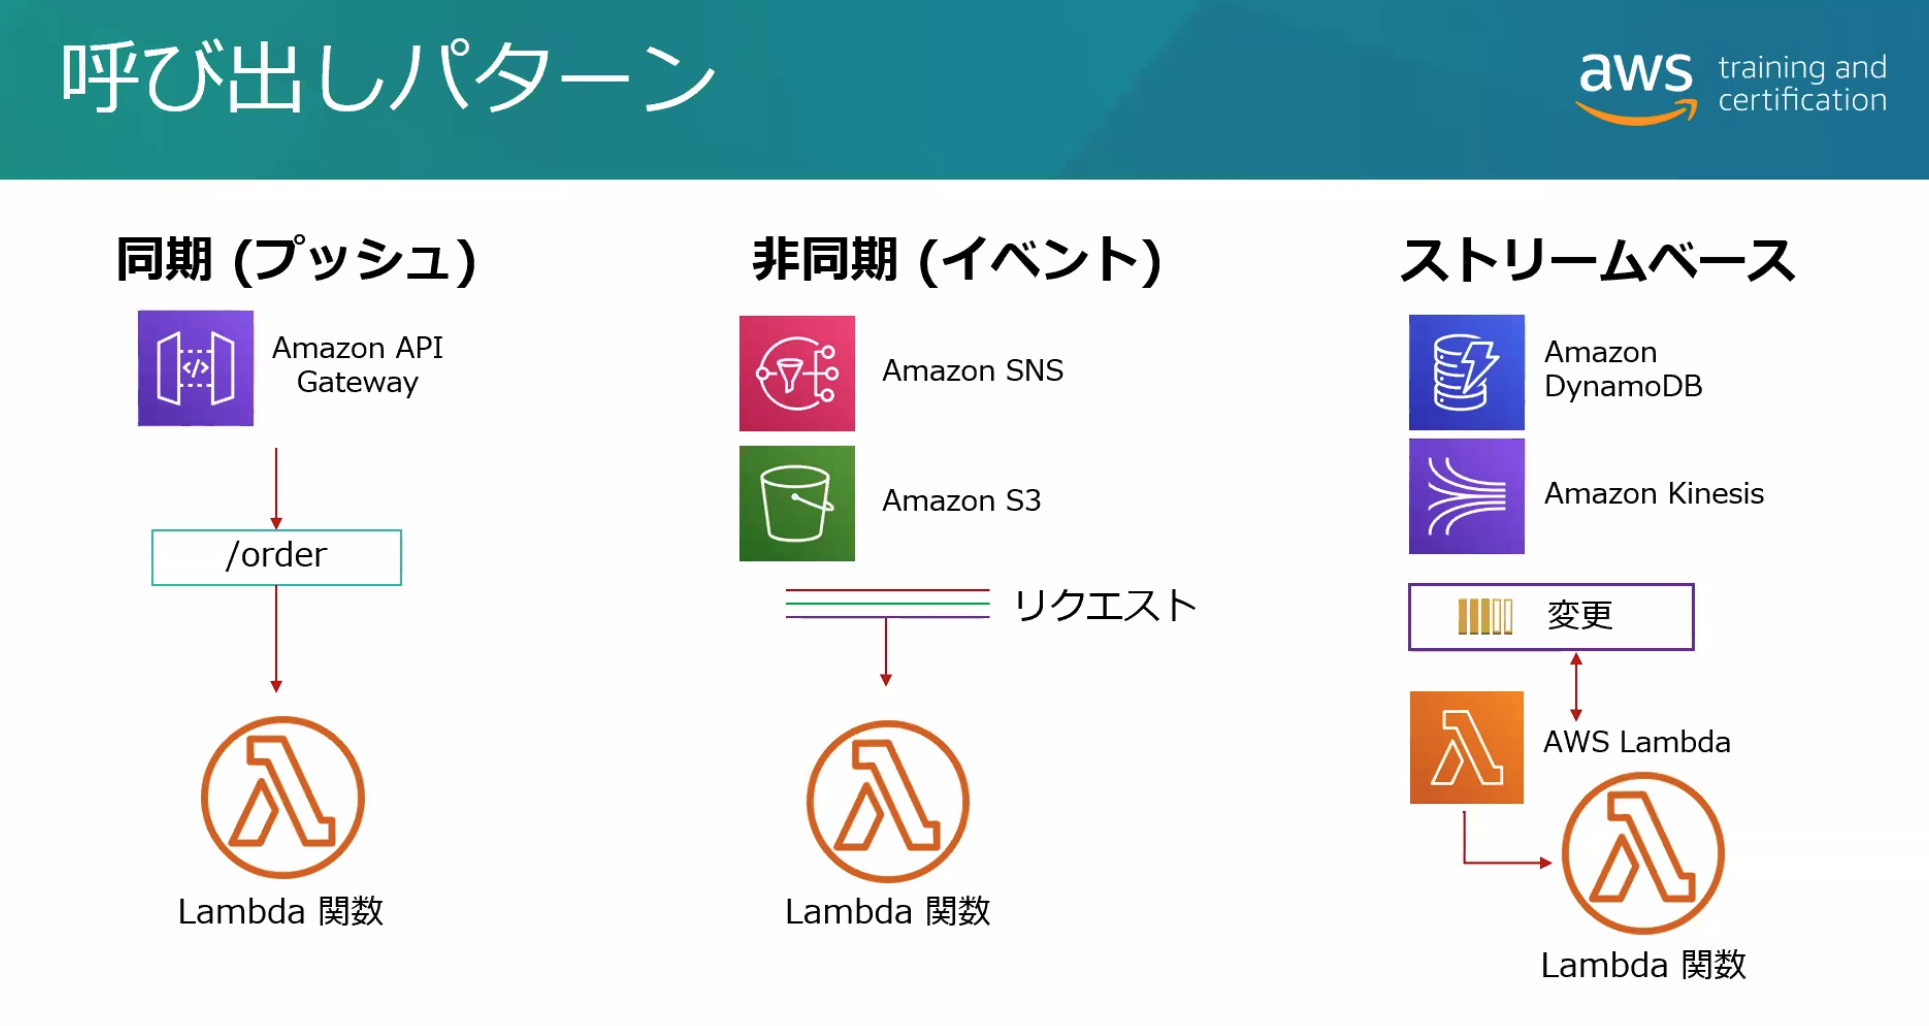 呼び出しパターン
aws training and
certification
同期 (プッシュ)
Amazon API
Gateway
/order
Lambda 関数
非同期 (イベント)
Amazon SNS
Amazon S3
リクエスト
Lambda 関数
ストリームベース
Amazon
DynamoDB
Amazon Kinesis
変更
AWS Lambda
Lambda 関数